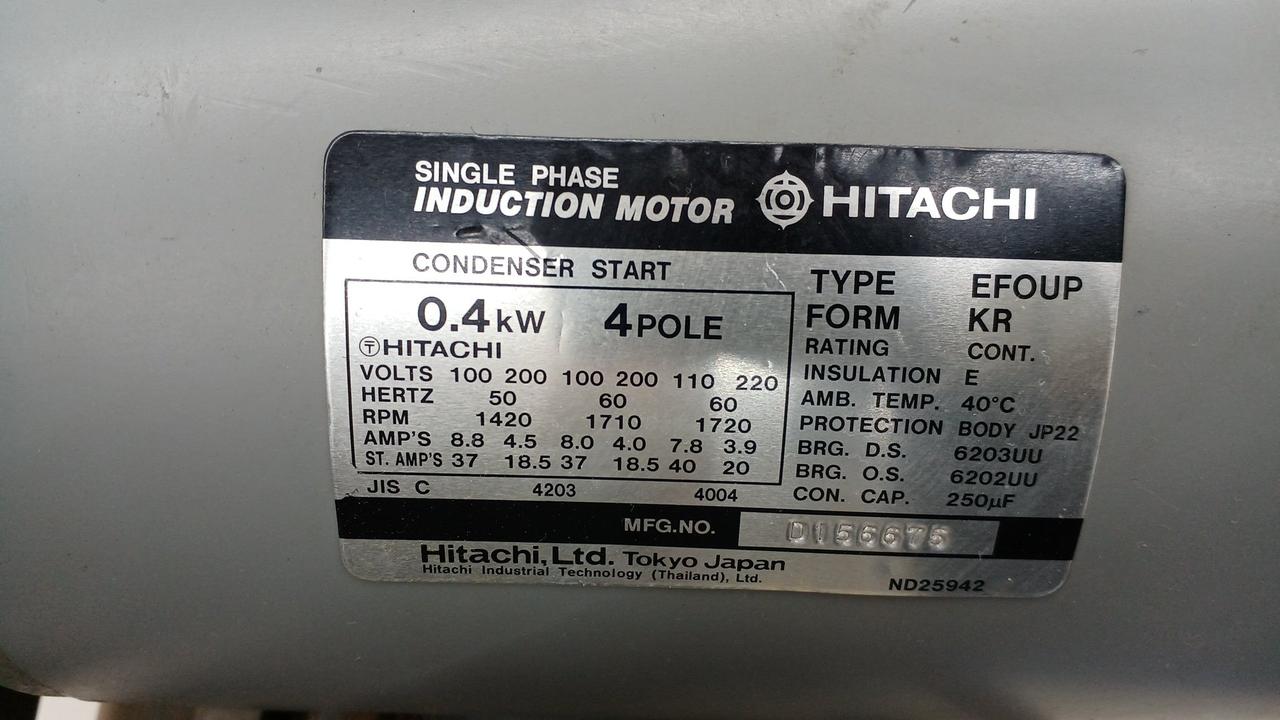 SINGLE PHASE
INDUCTION MOTOR HITACHI
CONDENSER START
0.4kW 4POLE
〒HITACHI
VOLTS 100 200 100 200 110 220
HERTZ 50 60 60
RPM 1420 1710 1720
AMP'S 8.8 4.5 8.0 4.0 7.8 3.9
ST. AMP'S 37 18.5 37 18.5 40 20
JIS C 4203 4004
TYPE EFOUP
FORM KR
RATING CONT.
INSULATION E
AMB. TEMP. 40°C
PROTECTION BODY JP22
BRG. D.S. 6203UU
BRG. O.S. 6202UU
CON. CAP. 250µF
MFG.NO. D156676
Hitachi, Ltd. Tokyo Japan
Hitachi Industrial Technology (Thailand), Ltd.
ND25942